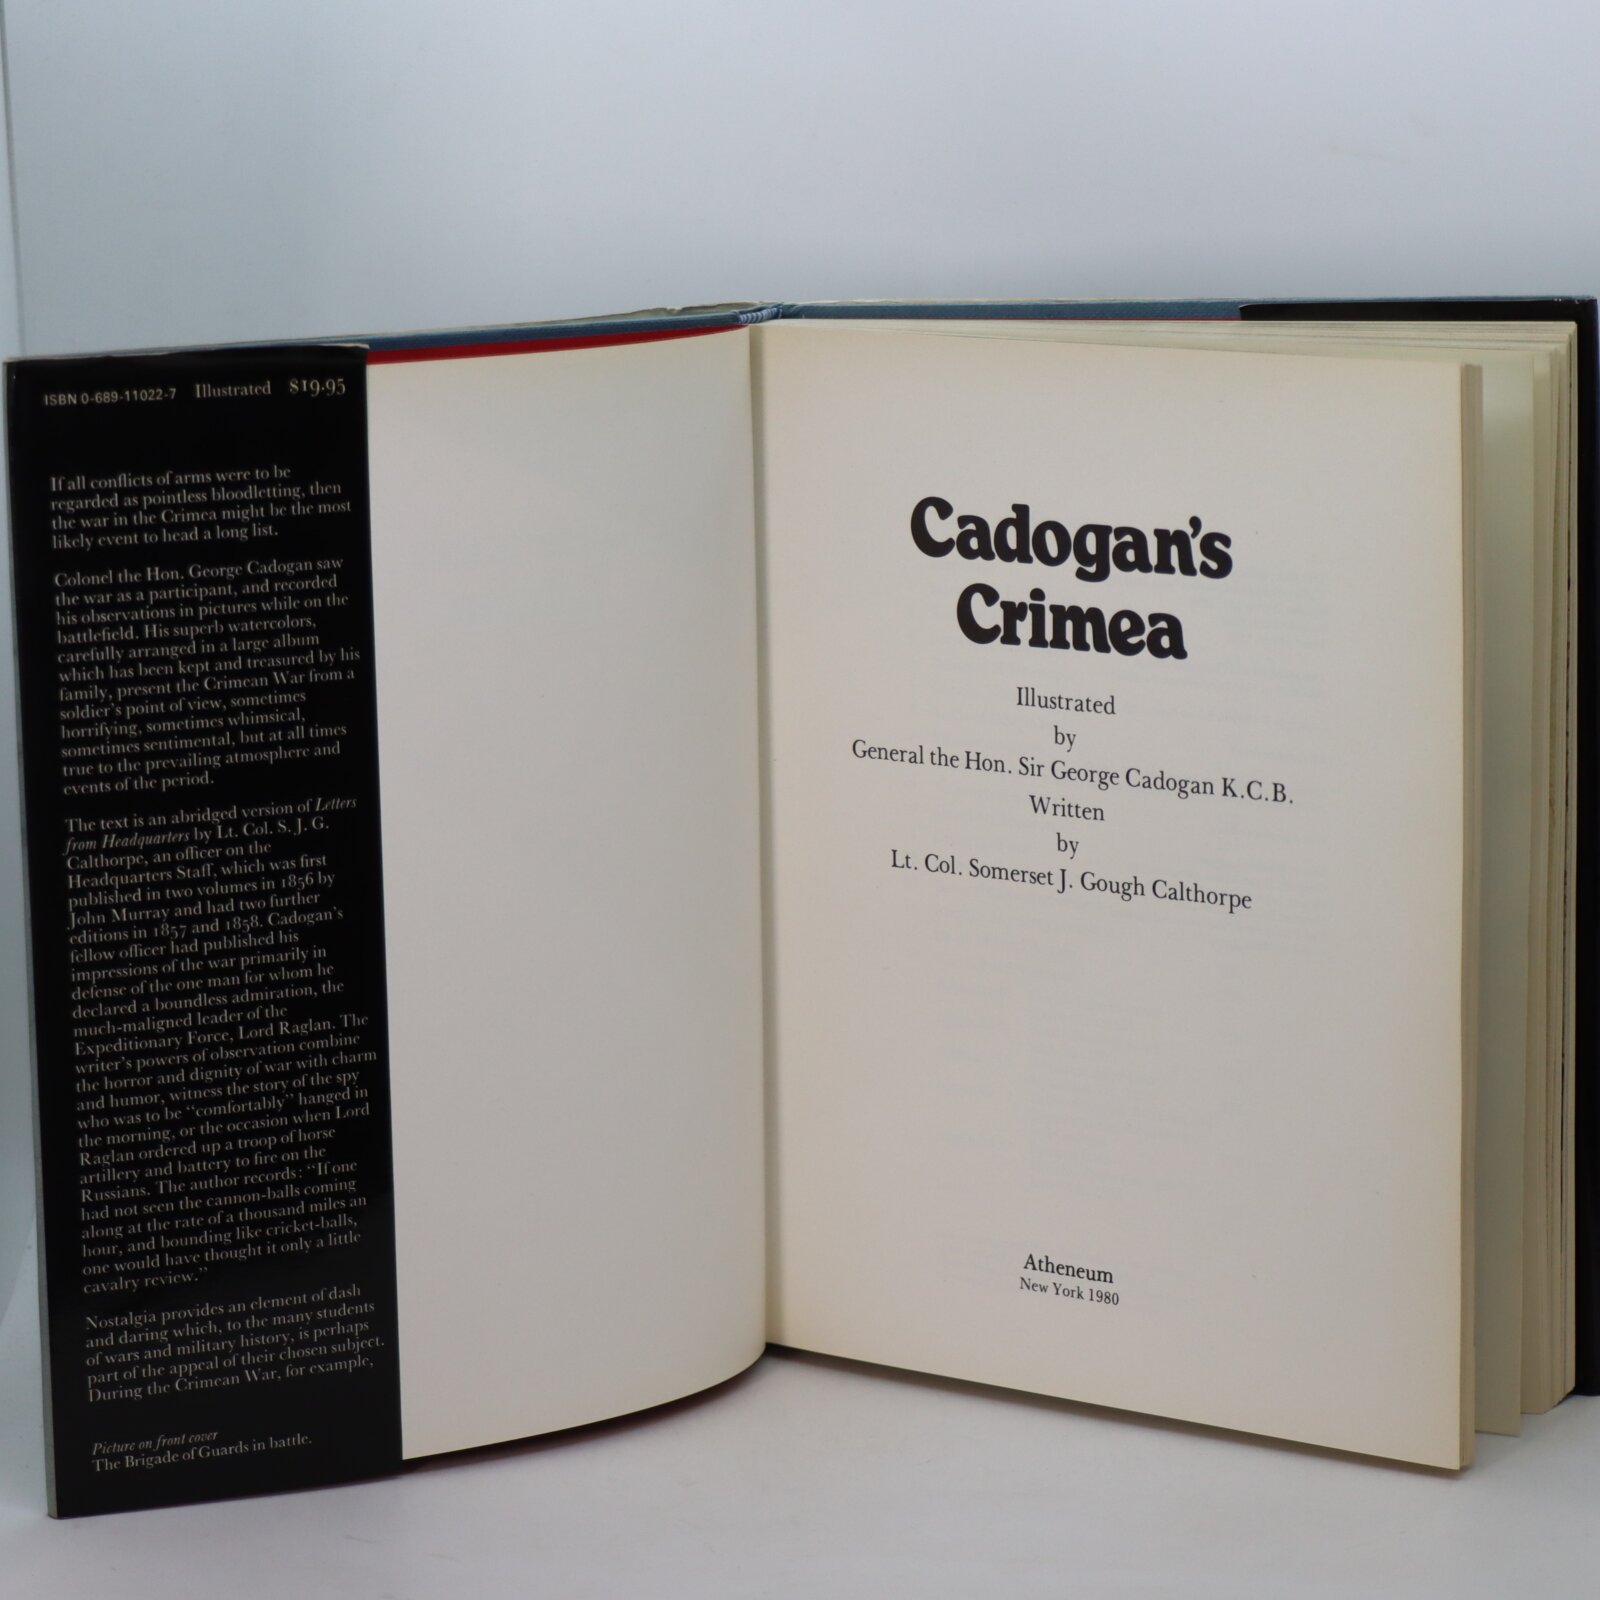 ISBN 0-689-11022-7 Illustrated $19.95
If all conflicts of arms were to be
regarded as pointless bloodletting, then
the war in the Crimea might be the most
likely event to head a long list.
Colonel the Hon. George Cadogan saw
the war as a participant, and recorded
his observations in pictures while on the
battlefield. His superb watercolors,
carefully arranged in a large album
which has been kept and treasured by his
family, present the Crimean War from a
soldier's point of view, sometimes
horrifying, sometimes whimsical,
sometimes sentimental, but at all times
true to the prevailing atmosphere and
events of the period.
The text is an abridged version of Letters
from Headquarters by Lt. Col. S. J. G.
Calthorpe, an officer on the
Headquarters Staff, which was first
published in two volumes in 1856 by
John Murray and had two further
editions in 1857 and 1858. Cadogan's
fellow officer had published his
impressions of the war primarily in
defense of the one man for whom he
declared a boundless admiration, the
much-maligned leader of the
Expeditionary Force, Lord Raglan. The
writer's powers of observation combine
the horror and dignity of war with charm
and humor, witness the story of the spy
who was to be "comfortably" hanged in
the morning, or the occasion when Lord
Raglan ordered up a troop of horse
artillery and battery to fire on the
Russians. The author records: "If one
had not seen the cannon-balls coming
along at the rate of a thousand miles an
hour, and bounding like cricket-balls,
one would have thought it only a little
cavalry review."
Nostalgia provides an element of dash
and daring which, to the many students
of wars and military history, is perhaps
part of the appeal of their chosen subject.
During the Crimean War, for example,
Picture on front cover
The Brigade of Guards in battle.
Cadogan's
Crimea
Illustrated
by
General the Hon. Sir George Cadogan K.C.B.
Written
by
Lt. Col. Somerset J. Gough Calthorpe
Atheneum
New York 1980